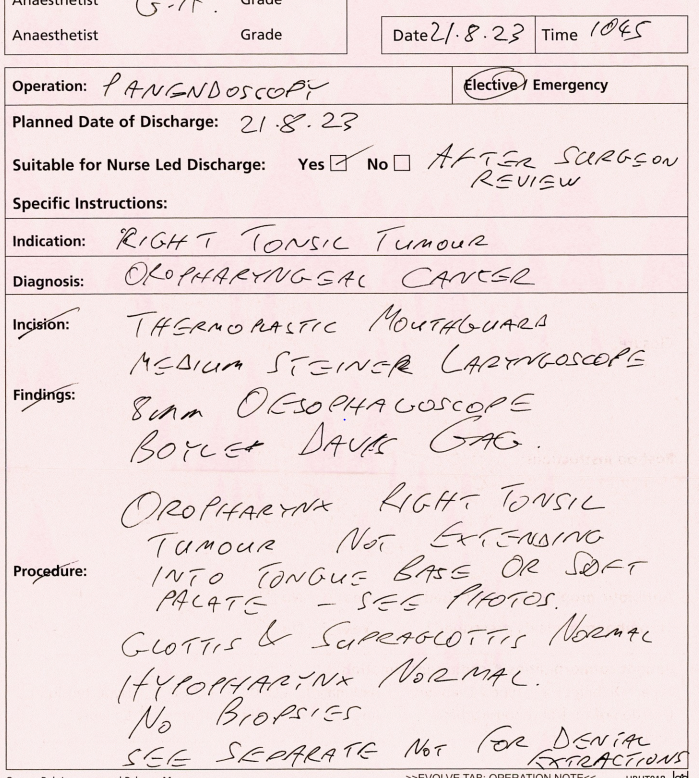 Anaesthetist G.A. Grade
Anaesthetist Grade
Date 21.8.23 Time 1045
Operation: PANENDOSCOPY Elective / Emergency
Planned Date of Discharge: 21.8.23
Suitable for Nurse Led Discharge: Yes ☑ No ☐ AFTER SURGEON
REVIEW
Specific Instructions:
Indication: RIGHT TONSIL TUMOUR
Diagnosis: OROPHARYNGEAL CANCER
Incision: THERMOPLASTIC MOUTHGUARD
MEDIUM STEINER LARYNGOSCOPE
Findings: 8mm OESOPHAGOSCOPE
BOYLE DAVIS GAG.
OROPHARYNX RIGHT TONSIL
TUMOUR NOT EXTENDING
Procedure: INTO TONGUE BASE OR SOFT
PALATE - SEE PHOTOS.
GLOTTIS & SUPRAGLOTTIS NORMAL
HYPOPHARYNX NORMAL.
NO BIOPSIES
SEE SEPARATE NOT FOR DENTAL
EXTRACTIONS
>>EVOLVE TAB: OPERATION NOTE<<